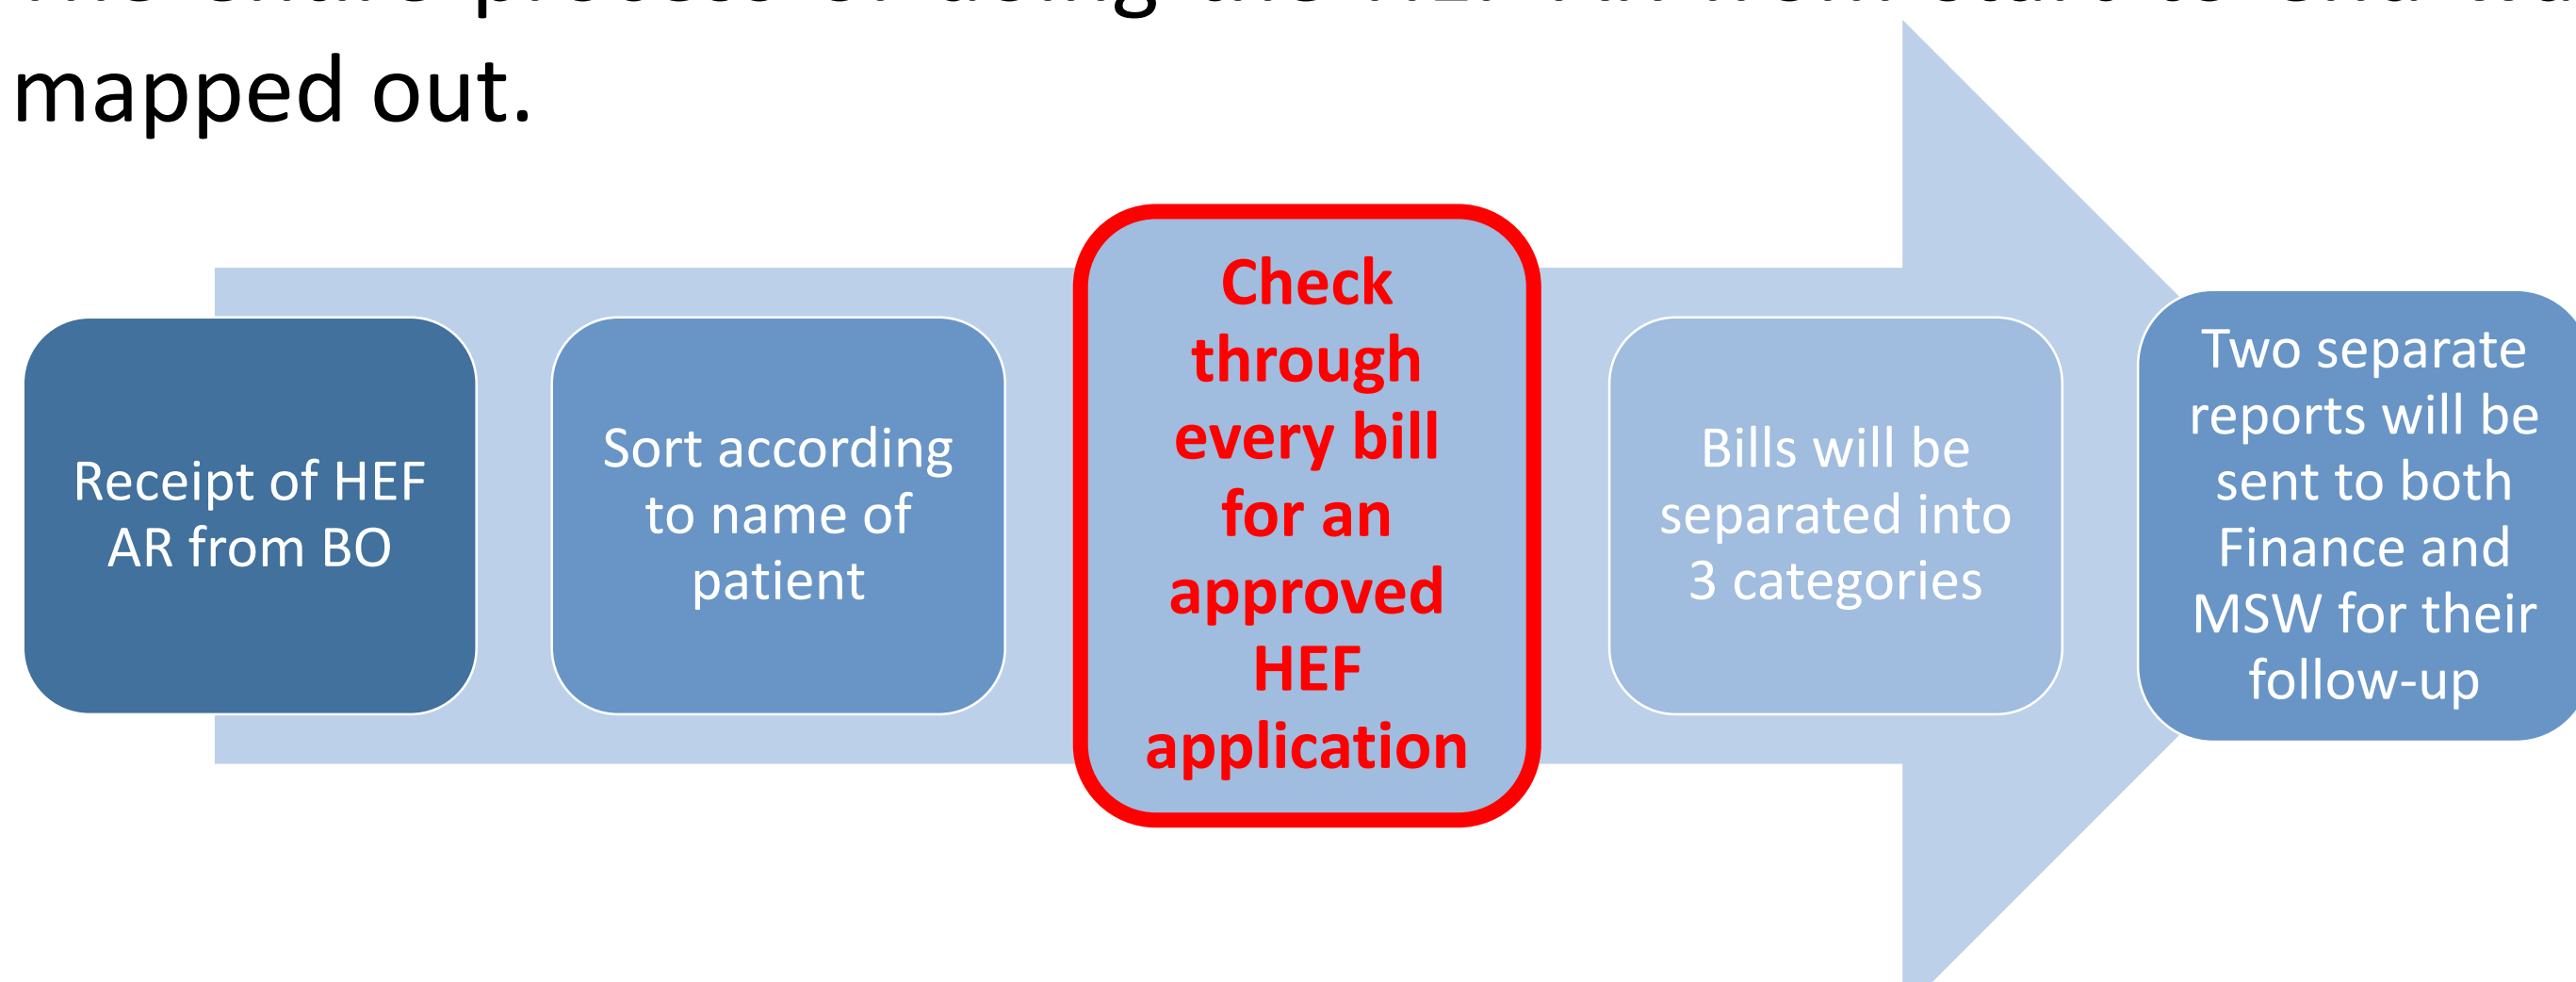 mapped out.
Receipt of HEF
AR from BO
Sort according
to name of
patient
Check
through
every bill
for an
approved
HEF
application
Bills will be
separated into
3 categories
Two separate
reports will be
sent to both
Finance and
MSW for their
follow-up